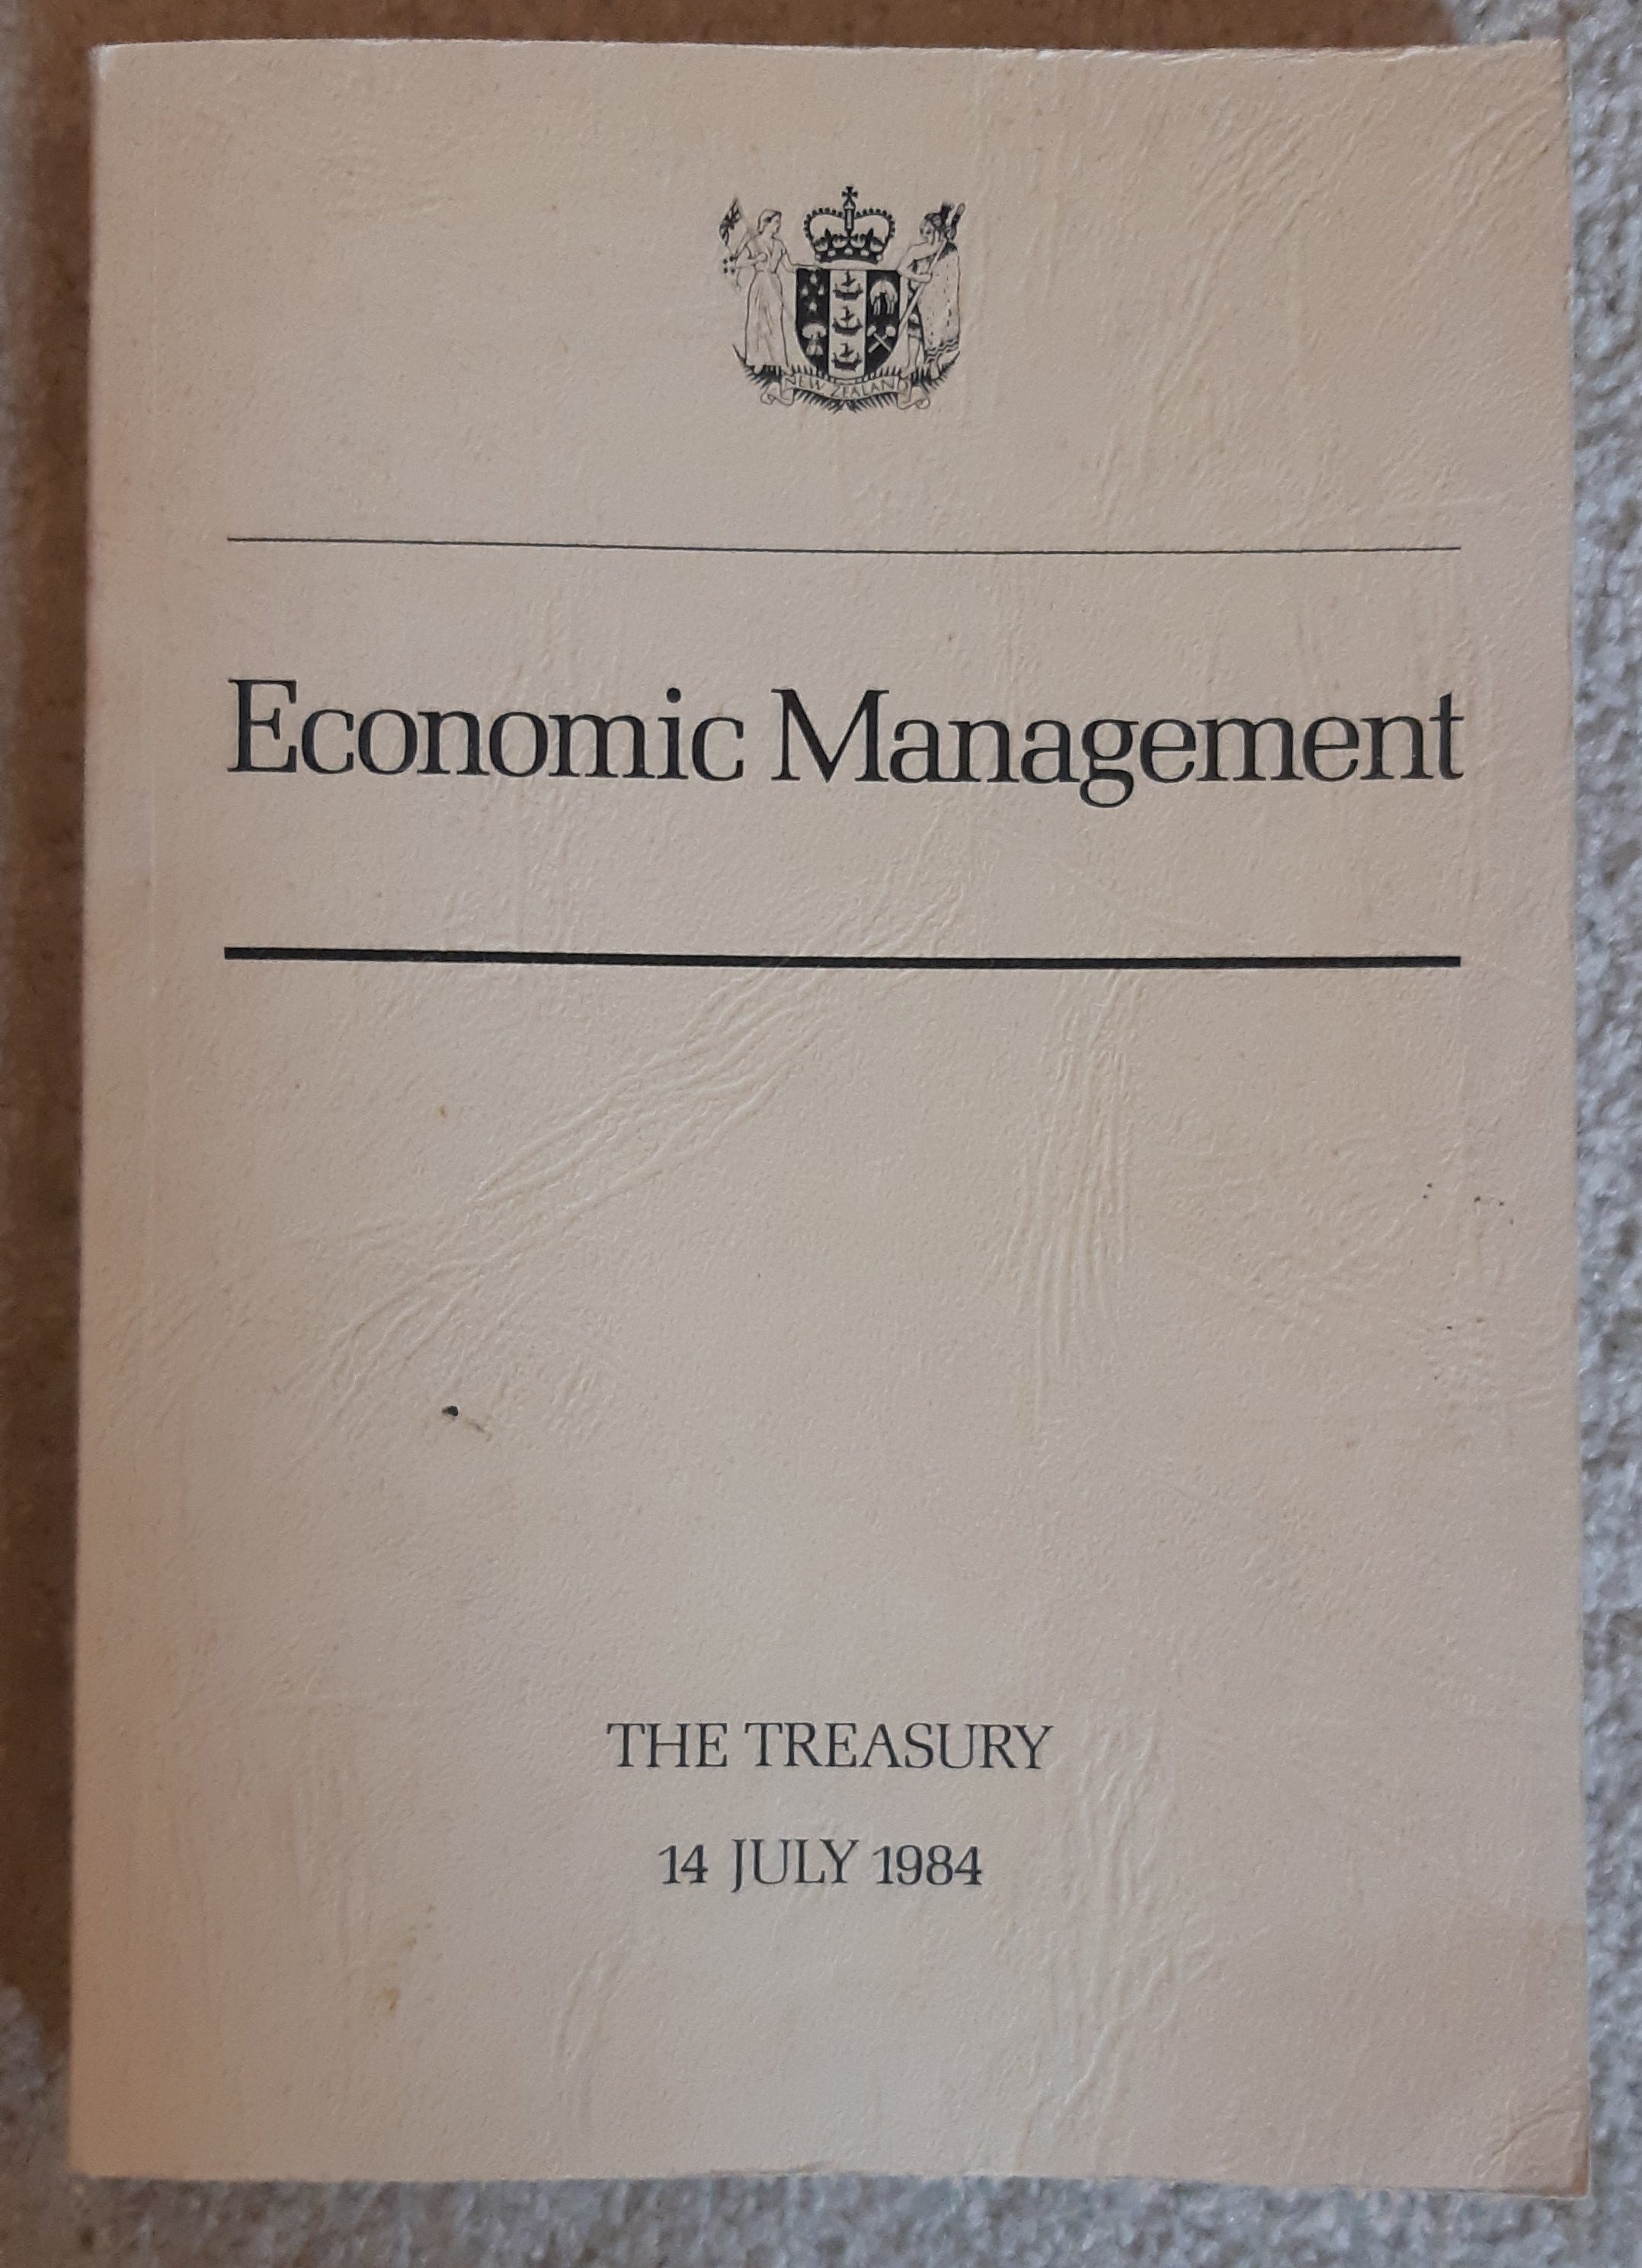 NEW ZEALAND
Economic Management
THE TREASURY
14 JULY 1984